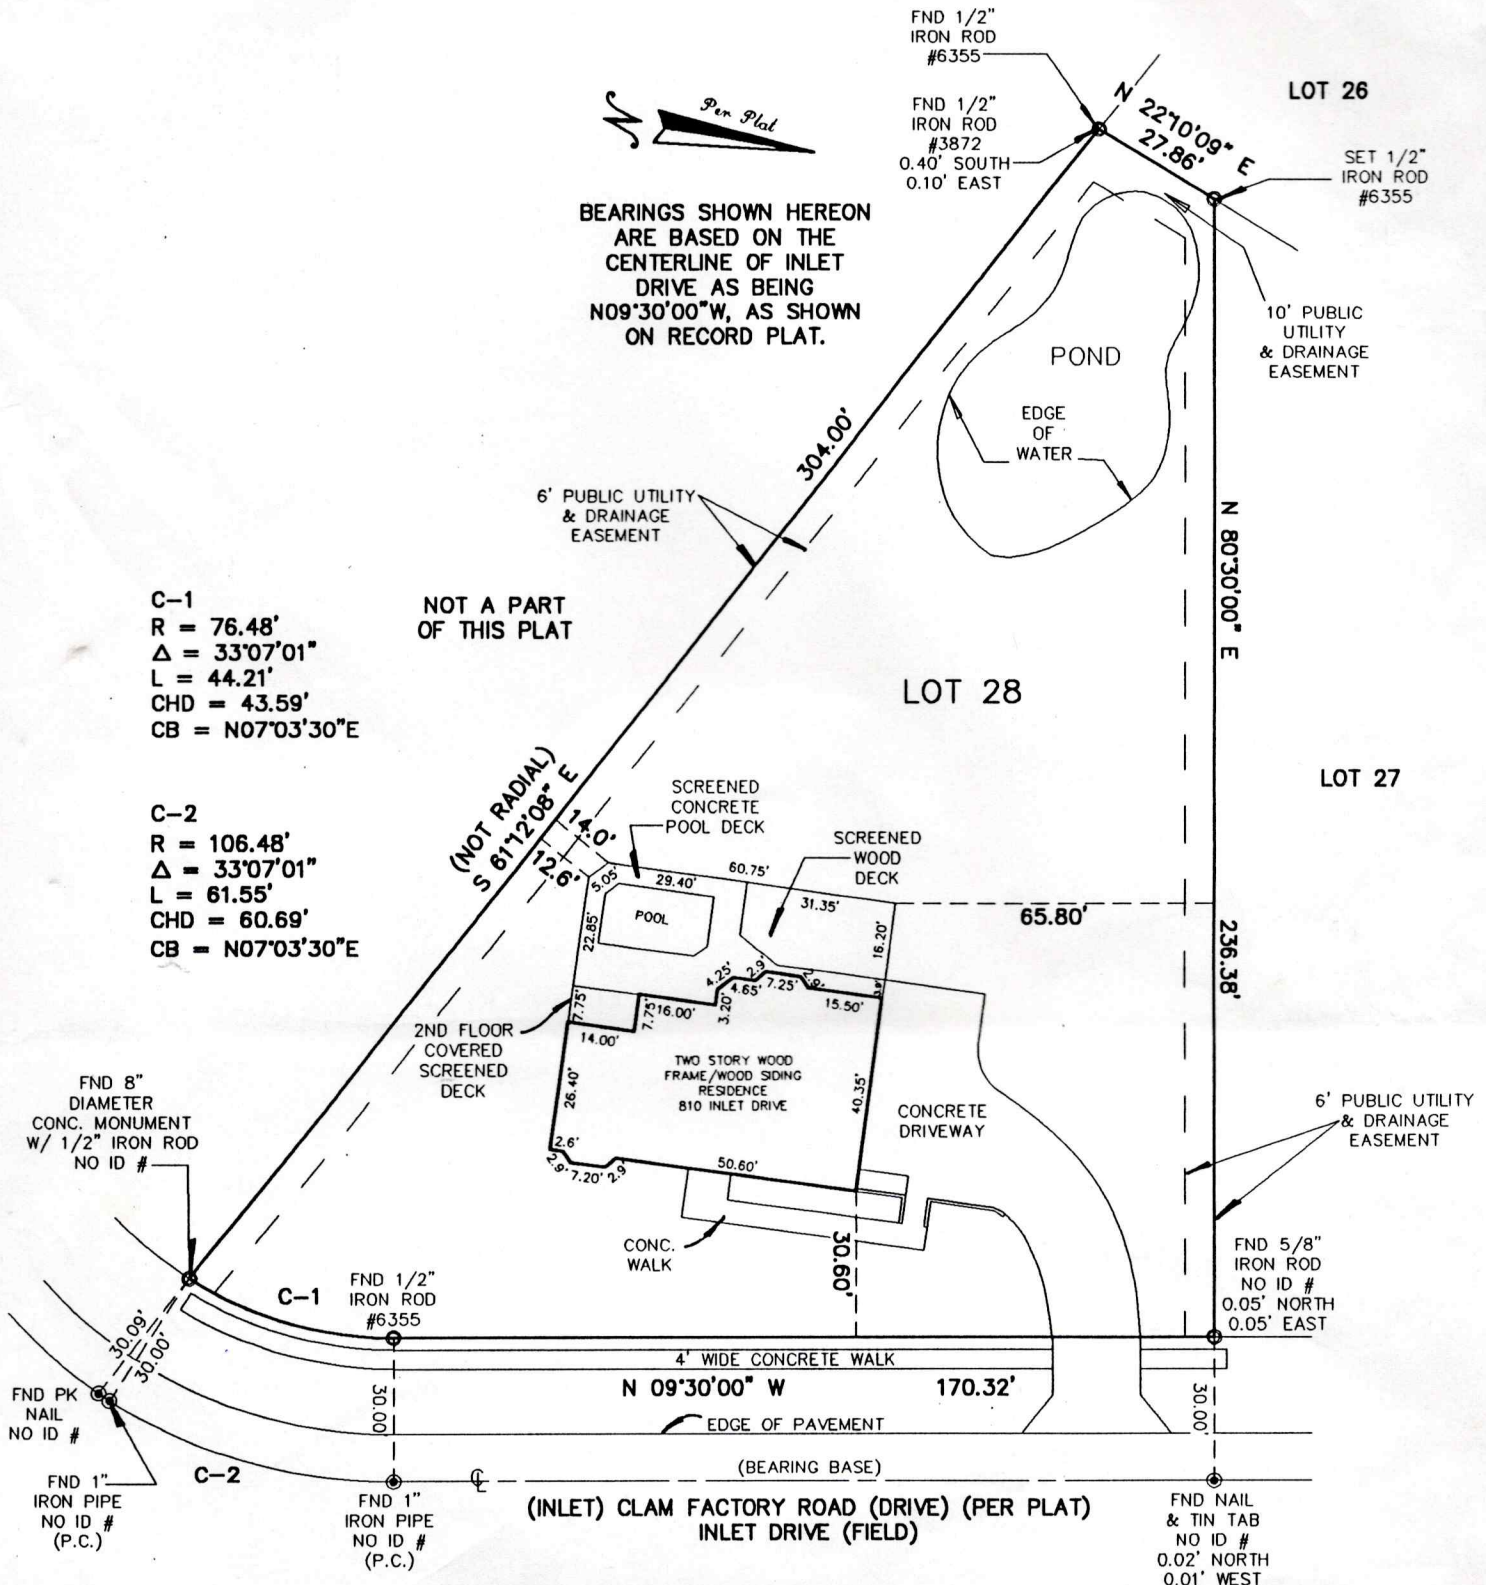 FND 1/2"
IRON ROD
#6355
FND 1/2"
IRON ROD
#3872
0.40' SOUTH
0.10' EAST
N 22°10'09" E
27.86'
LOT 26
SET 1/2"
IRON ROD
#6355
N
Per Plat
BEARINGS SHOWN HEREON
ARE BASED ON THE
CENTERLINE OF INLET
DRIVE AS BEING
N09°30'00"W, AS SHOWN
ON RECORD PLAT.
10' PUBLIC
UTILITY
& DRAINAGE
EASEMENT
POND
EDGE
OF
WATER
304.00'
6' PUBLIC UTILITY
& DRAINAGE
EASEMENT
N 80°30'00" E
236.38'
C-1
R = 76.48'
Δ = 33°07'01"
L = 44.21'
CHD = 43.59'
CB = N07°03'30"E
NOT A PART
OF THIS PLAT
LOT 28
LOT 27
C-2
R = 106.48'
Δ = 33°07'01"
L = 61.55'
CHD = 60.69'
CB = N07°03'30"E
(NOT RADIAL)
S 61°12'08" E
14.0'
12.6'
SCREENED
CONCRETE
POOL DECK
SCREENED
WOOD
DECK
5.05'
29.40'
60.75'
31.35'
65.80'
POOL
22.85'
16.20'
4.25'
2.9'
4.65'
7.25'
2.9'
3.9'
15.50'
7.75'
7.75'
16.00'
3.20'
14.00'
2ND FLOOR
COVERED
SCREENED
DECK
TWO STORY WOOD
FRAME/WOOD SIDING
RESIDENCE
810 INLET DRIVE
26.40'
40.35'
CONCRETE
DRIVEWAY
6' PUBLIC UTILITY
& DRAINAGE
EASEMENT
FND 8"
DIAMETER
CONC. MONUMENT
W/ 1/2" IRON ROD
NO ID #
2.6'
2.9'
7.20'
2.9'
50.60'
CONC.
WALK
30.60'
FND 5/8"
IRON ROD
NO ID #
0.05' NORTH
0.05' EAST
C-1
FND 1/2"
IRON ROD
#6355
30.09'
30.00'
4' WIDE CONCRETE WALK
N 09°30'00" W
170.32'
30.00'
30.00'
FND PK
NAIL
NO ID #
EDGE OF PAVEMENT
C-2
FND 1"
IRON PIPE
NO ID #
(P.C.)
FND 1"
IRON PIPE
NO ID #
(P.C.)
℄
(BEARING BASE)
(INLET) CLAM FACTORY ROAD (DRIVE) (PER PLAT)
INLET DRIVE (FIELD)
FND NAIL
& TIN TAB
NO ID #
0.02' NORTH
0.01' WEST